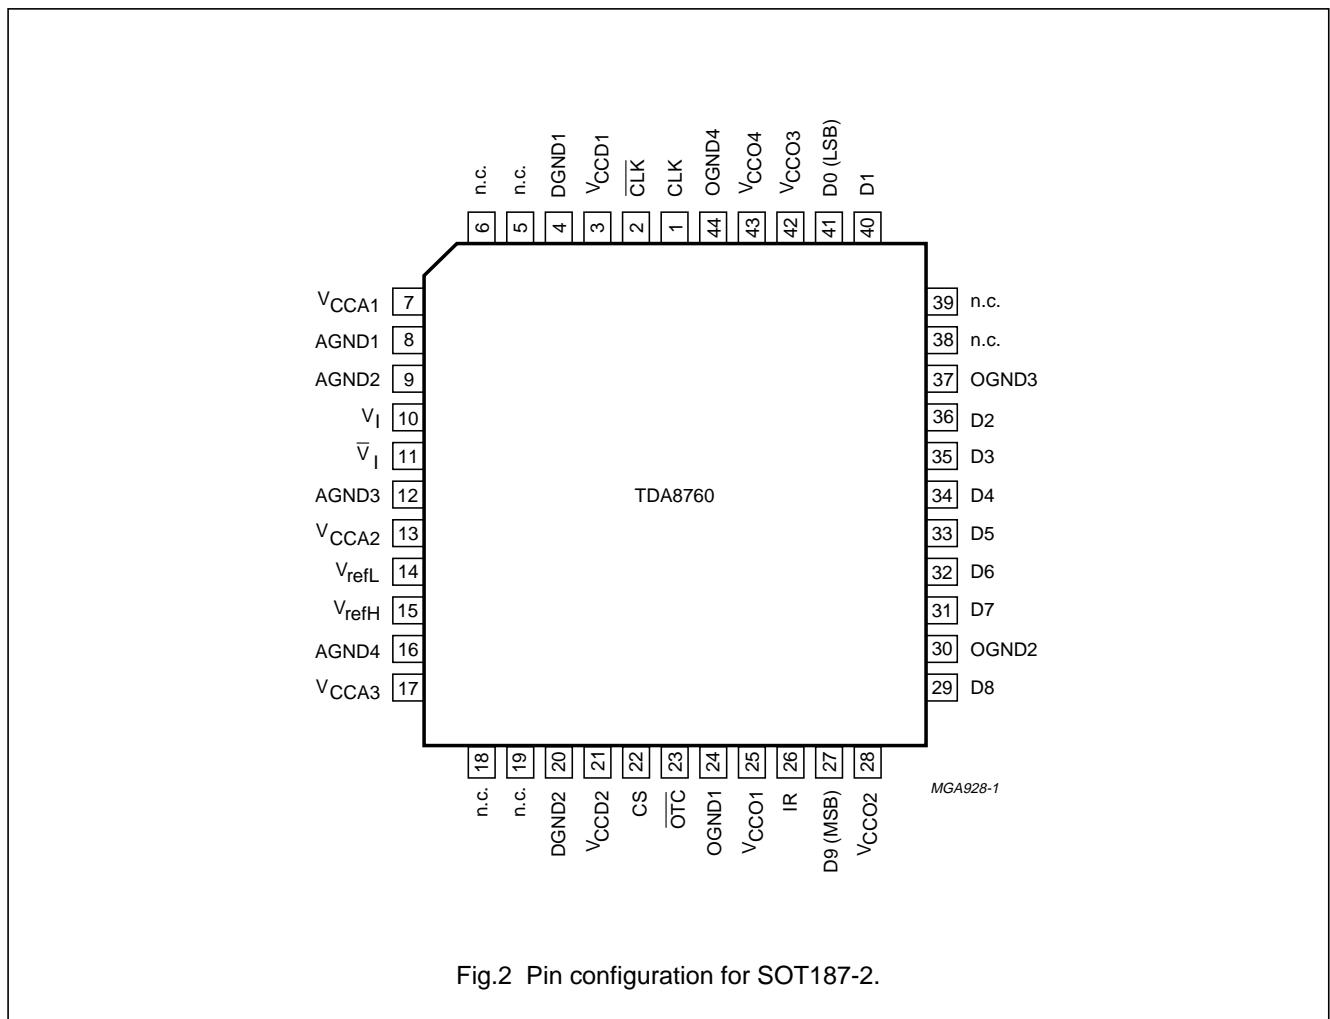 n.c.
n.c.
DGND1
VCCD1
C̅L̅K̅
CLK
OGND4
VCCO4
VCCO3
D0 (LSB)
D1
6
5
4
3
2
1
44
43
42
41
40
VCCA1 7
AGND1 8
AGND2 9
VI 10
V̅I 11
AGND3 12
VCCA2 13
VrefL 14
VrefH 15
AGND4 16
VCCA3 17
TDA8760
39 n.c.
38 n.c.
37 OGND3
36 D2
35 D3
34 D4
33 D5
32 D6
31 D7
30 OGND2
29 D8
18
19
20
21
22
23
24
25
26
27
28
n.c.
n.c.
DGND2
VCCD2
CS
O̅T̅C̅
OGND1
VCCO1
IR
D9 (MSB)
VCCO2
MGA928-1
Fig.2 Pin configuration for SOT187-2.